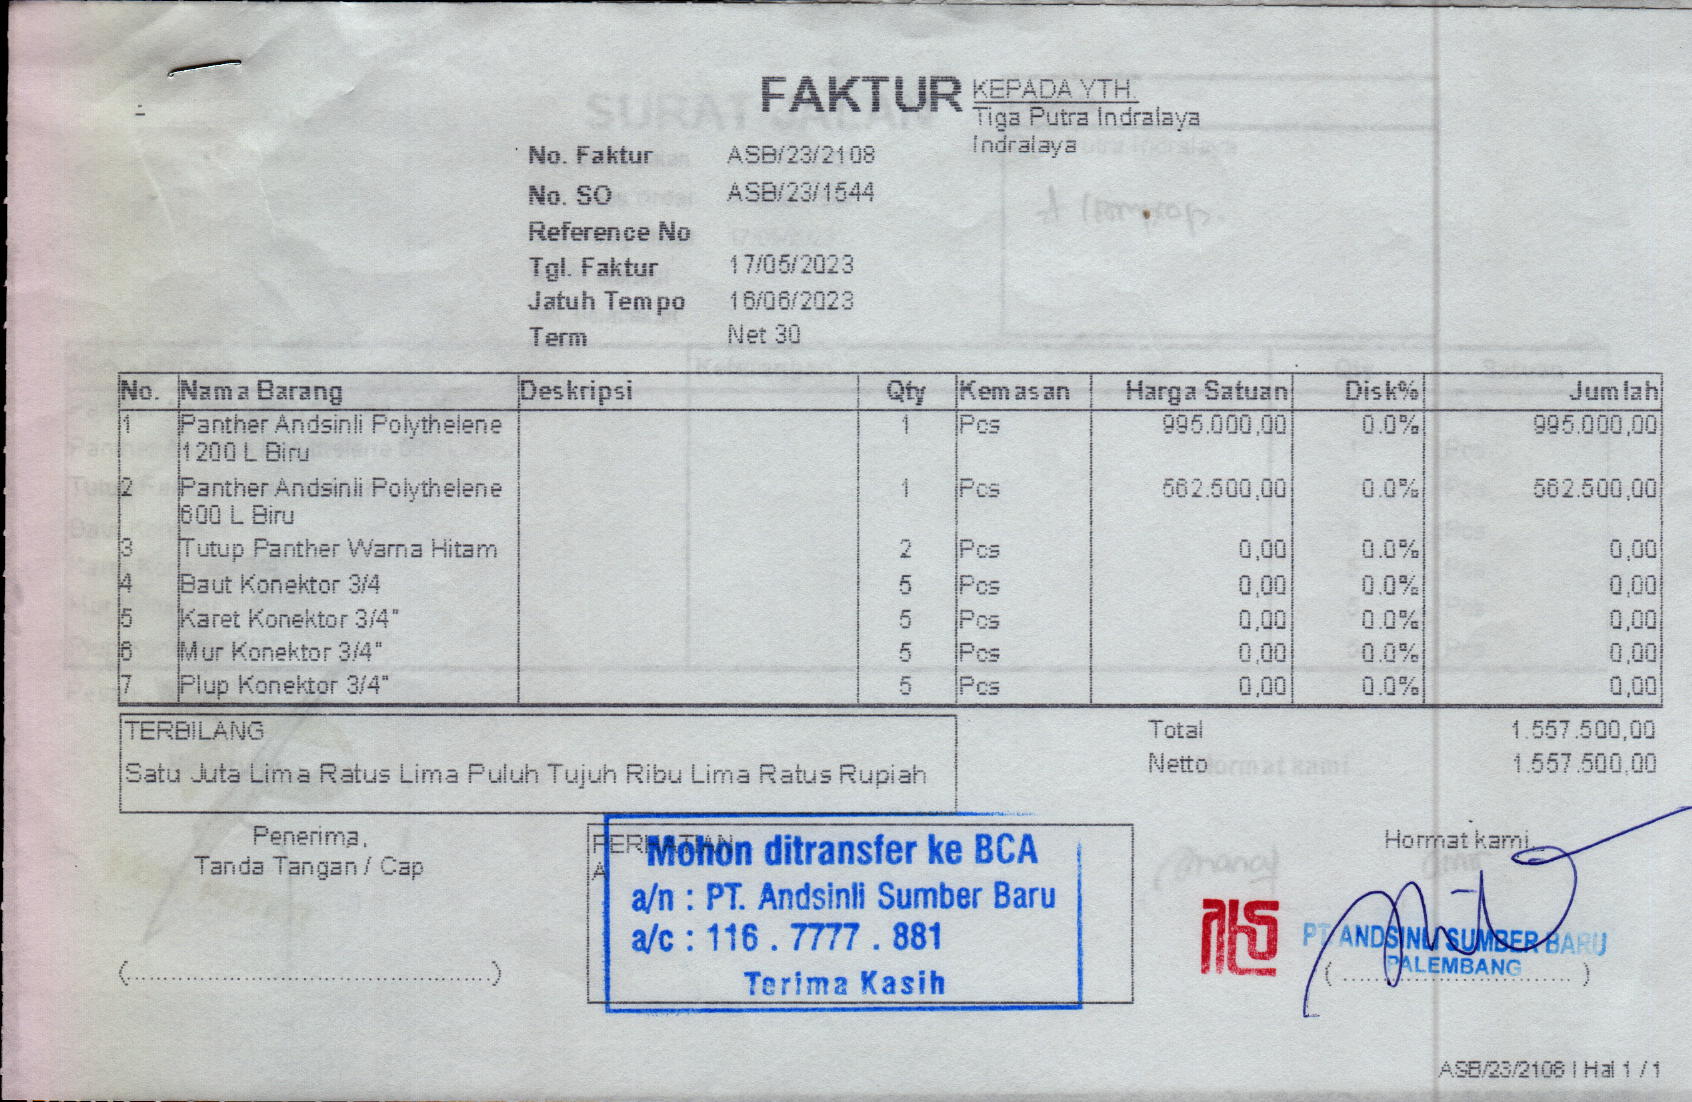 FAKTUR
KEPADA YTH.
Tiga Putra Indralaya
Indralaya
No. Faktur ASB/23/2108
No. SO ASB/23/1544
Reference No
Tgl. Faktur 17/05/2023
Jatuh Tempo 16/06/2023
Term Net 30
No. Nama Barang Deskripsi Qty Kemasan Harga Satuan Disk% Jumlah
1 Panther Andsinli Polythelene 1 Pcs 995.000,00 0.0% 995.000,00
1200 L Biru
2 Panther Andsinli Polythelene 1 Pcs 562.500,00 0.0% 562.500,00
600 L Biru
3 Tutup Panther Warna Hitam 2 Pcs 0,00 0.0% 0,00
4 Baut Konektor 3/4 5 Pcs 0,00 0.0% 0,00
5 Karet Konektor 3/4" 5 Pcs 0,00 0.0% 0,00
6 Mur Konektor 3/4" 5 Pcs 0,00 0.0% 0,00
7 Plup Konektor 3/4" 5 Pcs 0,00 0.0% 0,00
TERBILANG
Satu Juta Lima Ratus Lima Puluh Tujuh Ribu Lima Ratus Rupiah
Total 1.557.500,00
Netto 1.557.500,00
Penerima,
Tanda Tangan / Cap
(................................................)
PERHATIAN
A
Mohon ditransfer ke BCA
a/n : PT. Andsinli Sumber Baru
a/c : 116 . 7777 . 881
Terima Kasih
Hormat kami,
PT ANDSINLI SUMBER BARU
PALEMBANG
( .............................. )
ASB/23/2108 | Hal 1 / 1